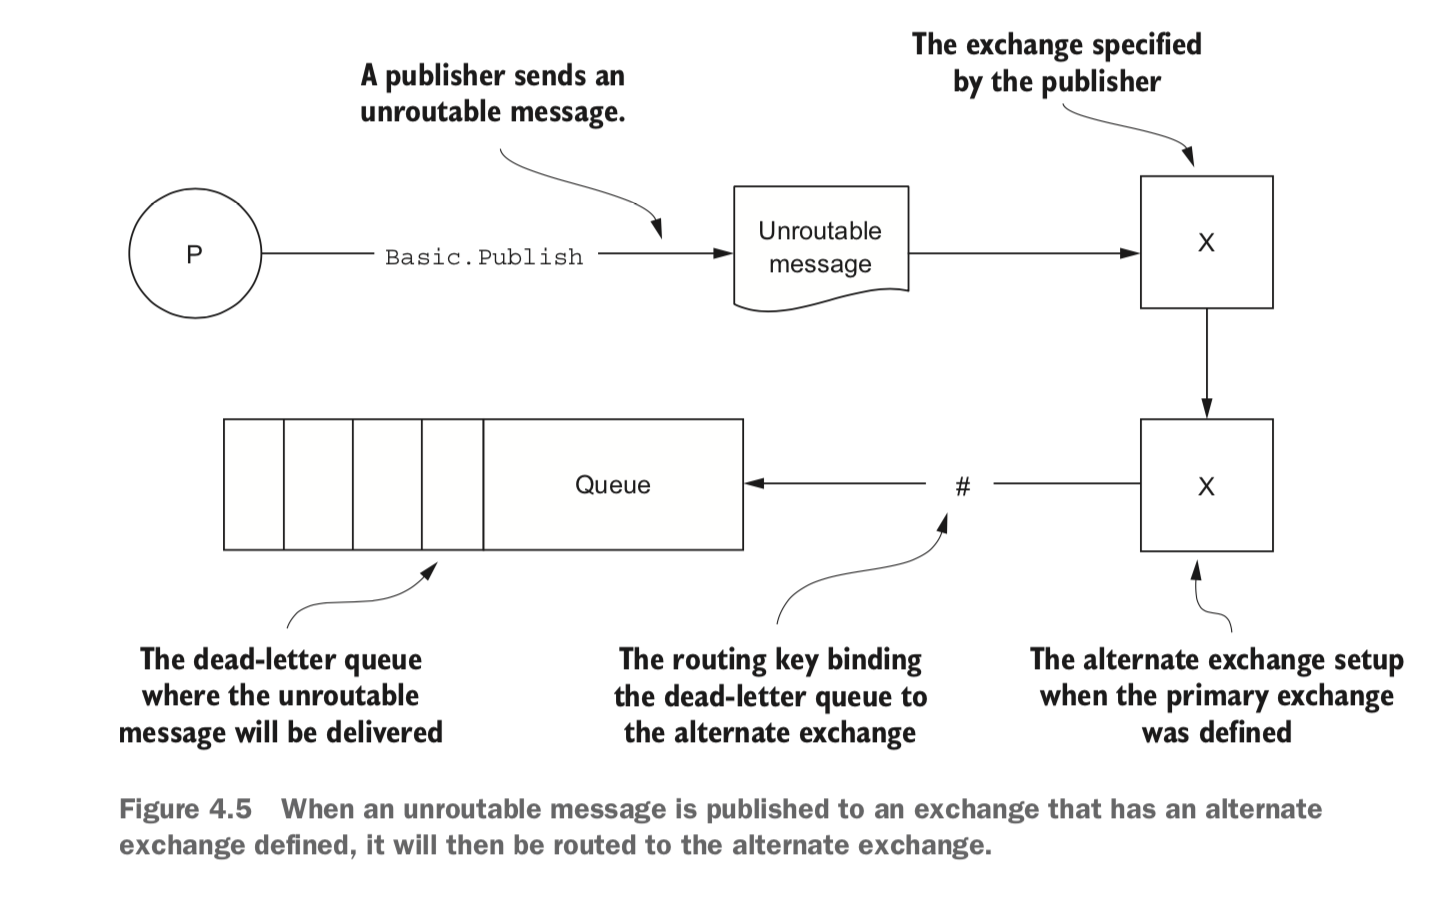 The exchange specified
by the publisher
A publisher sends an
unroutable message.
P
Basic.Publish
Unroutable
message
X
Queue
#
X
The dead-letter queue
where the unroutable
message will be delivered
The routing key binding
the dead-letter queue to
the alternate exchange
The alternate exchange setup
when the primary exchange
was defined
Figure 4.5 When an unroutable message is published to an exchange that has an alternate
exchange defined, it will then be routed to the alternate exchange.